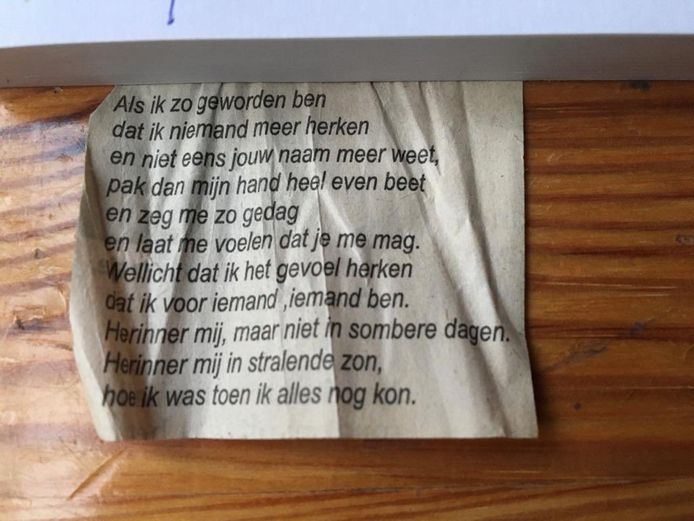 Als ik zo geworden ben
dat ik niemand meer herken
en niet eens jouw naam meer weet,
pak dan mijn hand heel even beet
en zeg me zo gedag
en laat me voelen dat je me mag.
Wellicht dat ik het gevoel herken
dat ik voor iemand ,iemand ben.
Herinner mij, maar niet in sombere dagen.
Herinner mij in stralende zon,
hoe ik was toen ik alles nog kon.